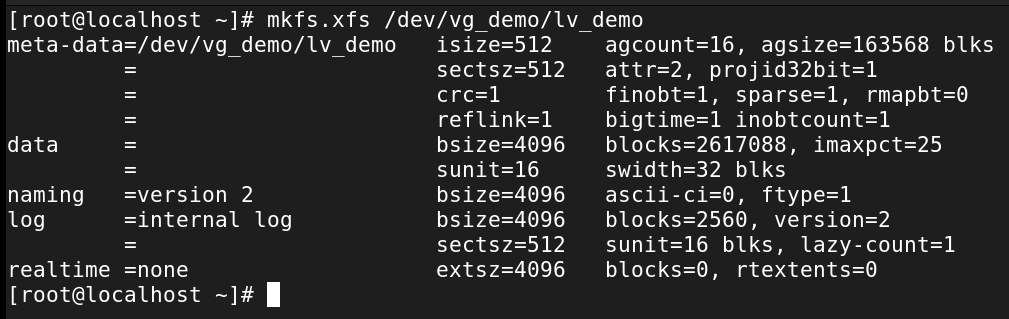 [root@localhost ~]# mkfs.xfs /dev/vg_demo/lv_demo
meta-data=/dev/vg_demo/lv_demo   isize=512    agcount=16, agsize=163568 blks
         =                       sectsz=512   attr=2, projid32bit=1
         =                       crc=1        finobt=1, sparse=1, rmapbt=0
         =                       reflink=1    bigtime=1 inobtcount=1
data     =                       bsize=4096   blocks=2617088, imaxpct=25
         =                       sunit=16     swidth=32 blks
naming   =version 2              bsize=4096   ascii-ci=0, ftype=1
log      =internal log           bsize=4096   blocks=2560, version=2
         =                       sectsz=512   sunit=16 blks, lazy-count=1
realtime =none                   extsz=4096   blocks=0, rtextents=0
[root@localhost ~]#